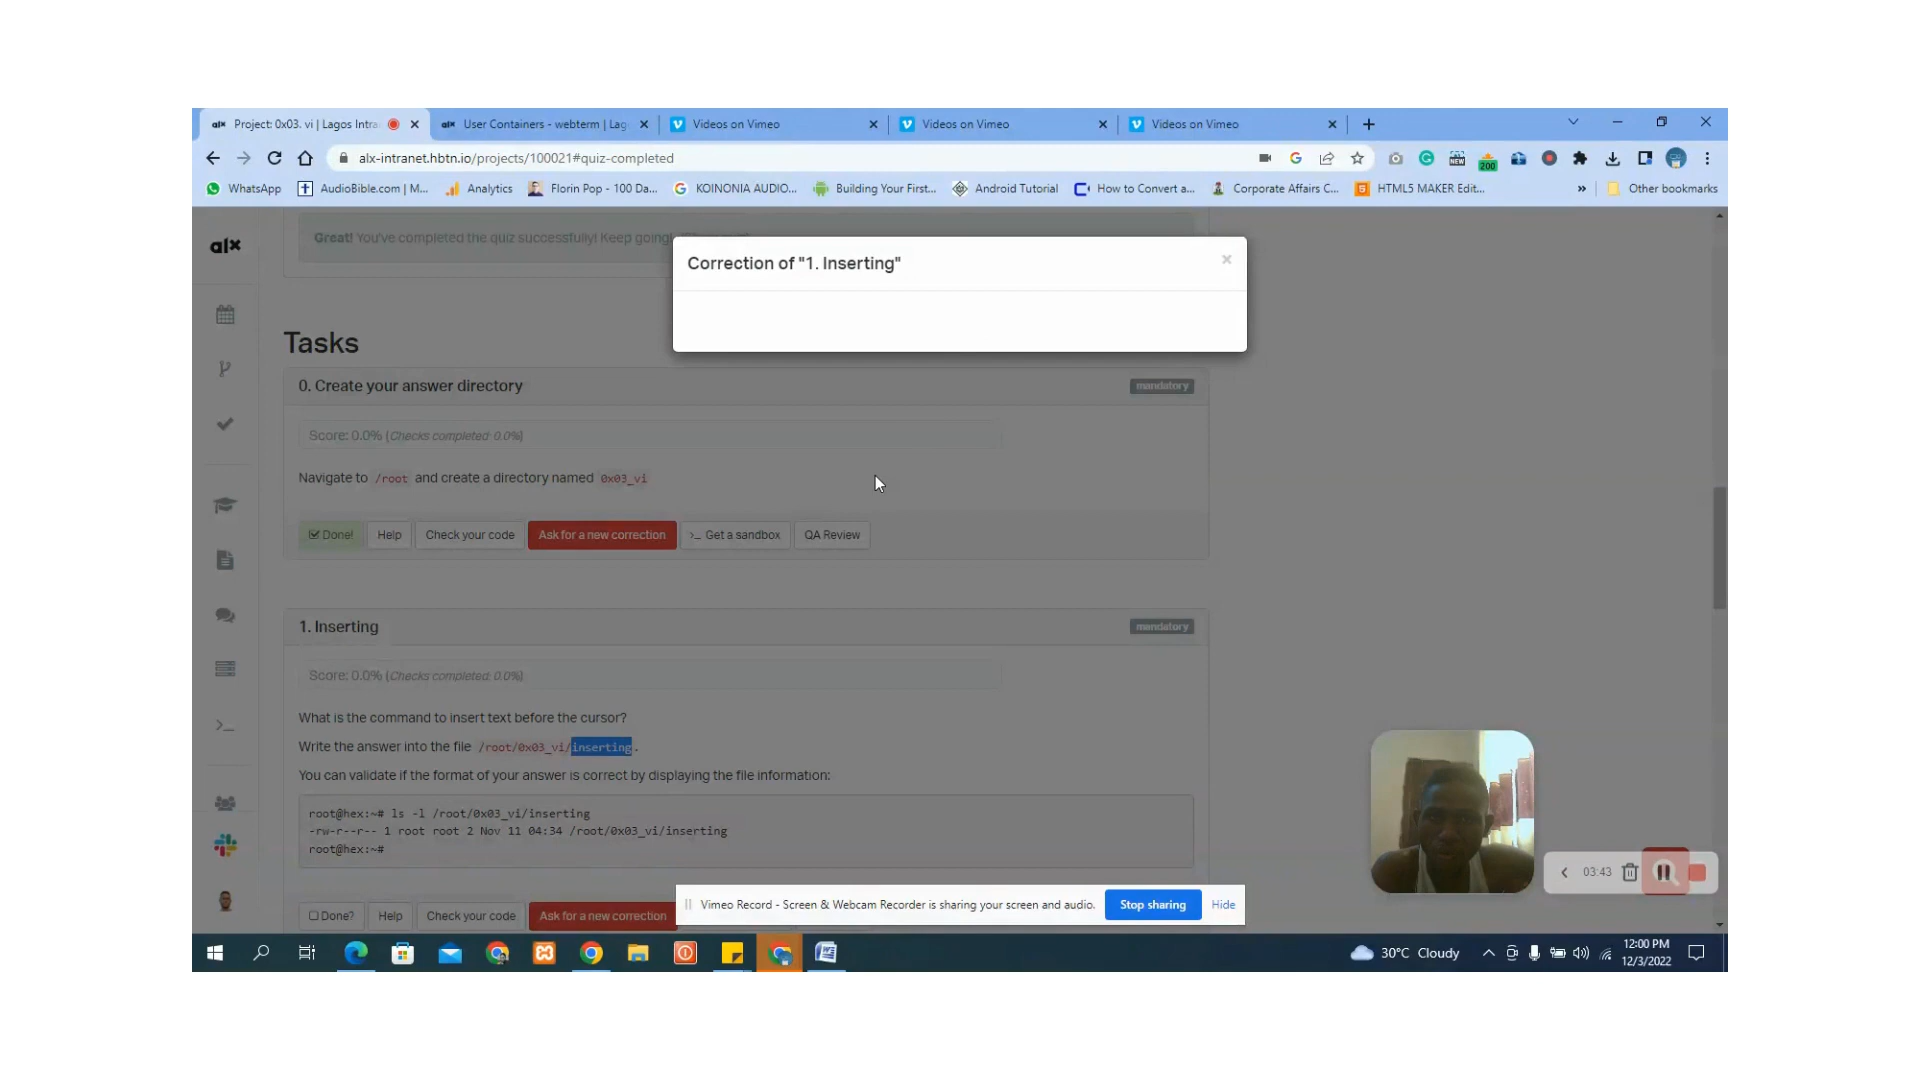 alx Project: 0x03. vi | Lagos Intra
alx User Containers - webterm | Lag
Videos on Vimeo
Videos on Vimeo
Videos on Vimeo
alx-intranet.hbtn.io/projects/100021#quiz-completed
NEW
200
WhatsApp
AudioBible.com | M...
Analytics
Florin Pop - 100 Da...
KOINONIA AUDIO...
Building Your First...
Android Tutorial
How to Convert a...
Corporate Affairs C...
HTML5 MAKER Edit...
»
Other bookmarks
alx
Great! You've completed the quiz successfully! Keep going!
Correction of "1. Inserting"
×
Tasks
0. Create your answer directory
mandatory
Score: 0.0% (Checks completed: 0.0%)
Navigate to /root and create a directory named 0x03_vi
Done!
Help
Check your code
Ask for a new correction
>_ Get a sandbox
QA Review
1. Inserting
mandatory
Score: 0.0% (Checks completed: 0.0%)
What is the command to insert text before the cursor?
Write the answer into the file /root/0x03_vi/inserting.
You can validate if the format of your answer is correct by displaying the file information:
root@hex:~# ls -l /root/0x03_vi/inserting
-rw-r--r-- 1 root root 2 Nov 11 04:34 /root/0x03_vi/inserting
root@hex:~#
Done?
Help
Check your code
Ask for a new correction
Vimeo Record - Screen & Webcam Recorder is sharing your screen and audio.
Stop sharing
Hide
03:43
30°C Cloudy
12:00 PM
12/3/2022